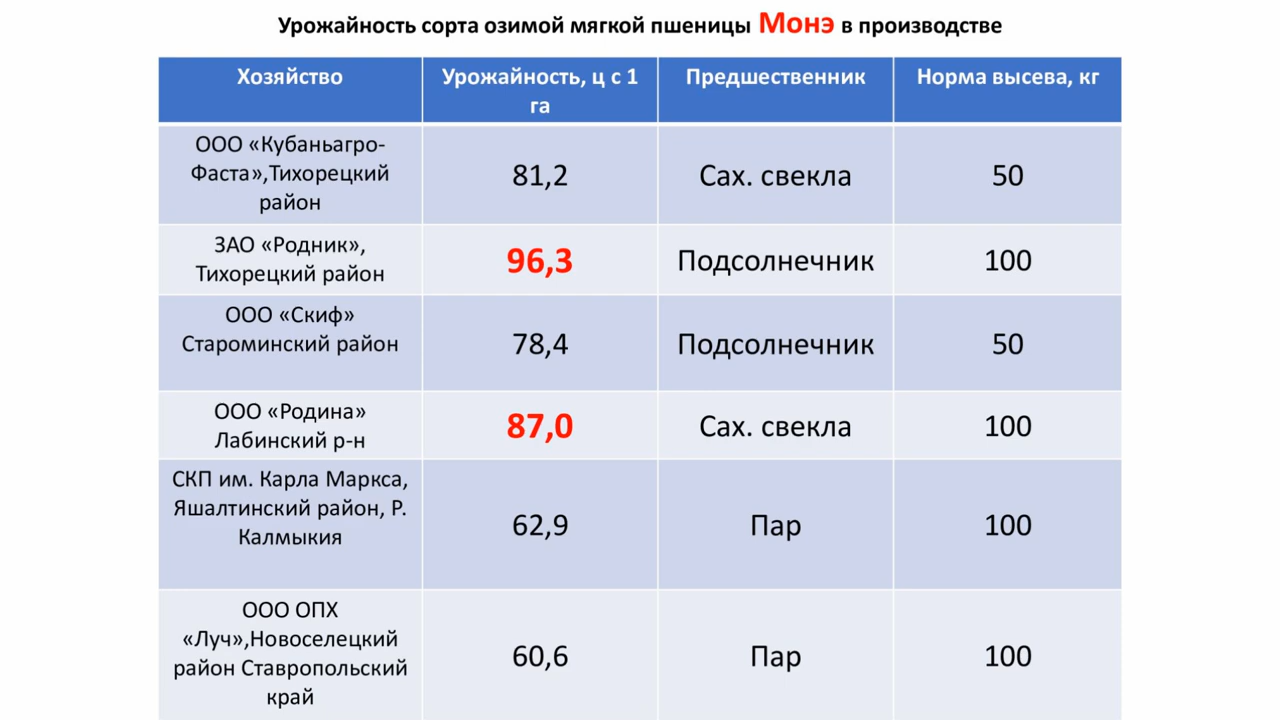 Урожайность сорта озимой мягкой пшеницы Монэ в производстве
Хозяйство
Урожайность, ц с 1
га
Предшественник
Норма высева, кг
ООО «Кубаньагро-
Фаста»,Тихорецкий
район
81,2
Сах. свекла
50
ЗАО «Родник»,
Тихорецкий район
96,3
Подсолнечник
100
ООО «Скиф»
Староминский район
78,4
Подсолнечник
50
ООО «Родина»
Лабинский р-н
87,0
Сах. свекла
100
СКП им. Карла Маркса,
Яшалтинский район, Р.
Калмыкия
62,9
Пар
100
ООО ОПХ
«Луч»,Новоселецкий
район Ставропольский
край
60,6
Пар
100